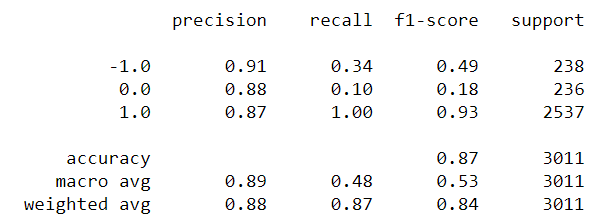 precision recall f1-score support
-1.0 0.91 0.34 0.49 238
0.0 0.88 0.10 0.18 236
1.0 0.87 1.00 0.93 2537
accuracy 0.87 3011
macro avg 0.89 0.48 0.53 3011
weighted avg 0.88 0.87 0.84 3011